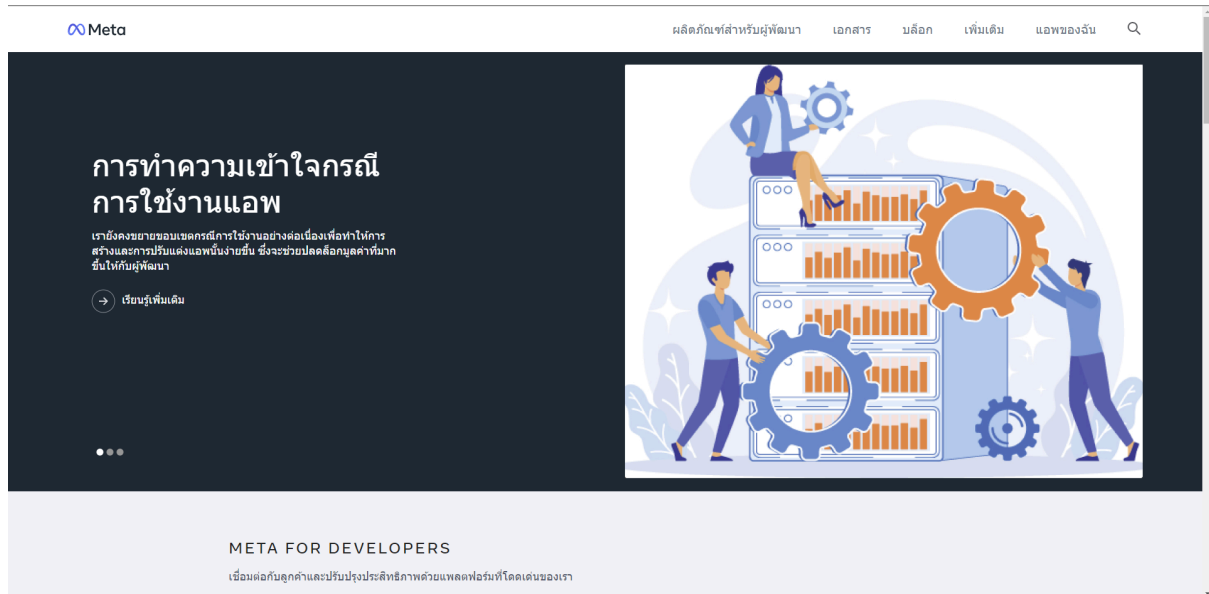 Meta
ผลิตภัณฑ์สำหรับผู้พัฒนา เอกสาร บล็อก เพิ่มเติม แอพของฉัน
การทำความเข้าใจกรณี
การใช้งานแอพ
เรายังคงขยายขอบเขตกรณีการใช้งานอย่างต่อเนื่องเพื่อทำให้การ
สร้างและการปรับแต่งแอพนั้นง่ายขึ้น ซึ่งจะช่วยปลดล็อกมูลค่าที่มาก
ขึ้นให้กับผู้พัฒนา
เรียนรู้เพิ่มเติม
META FOR DEVELOPERS
เชื่อมต่อกับลูกค้าและปรับปรุงประสิทธิภาพด้วยแพลตฟอร์มที่โดดเด่นของเรา